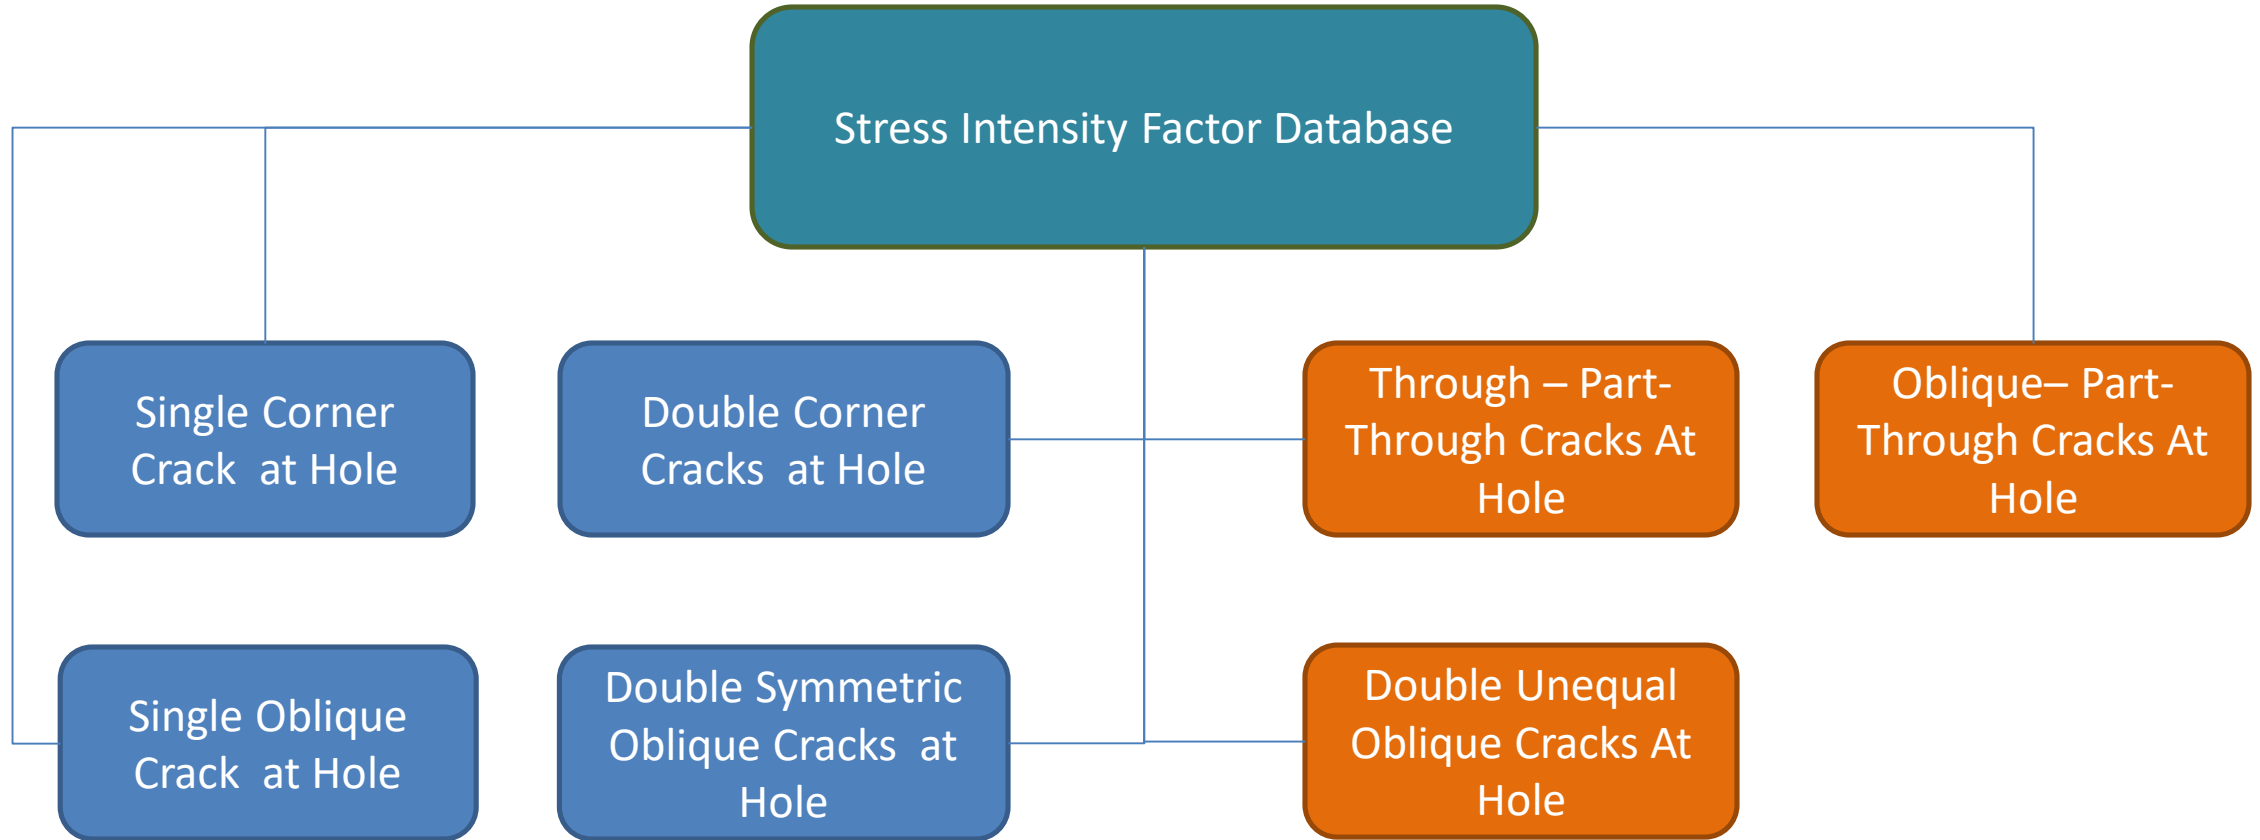 Stress Intensity Factor Database
Single Corner
Crack  at Hole
Double Corner
Cracks  at Hole
Through – Part-
Through Cracks At
Hole
Oblique– Part-
Through Cracks At
Hole
Single Oblique
Crack  at Hole
Double Symmetric
Oblique Cracks  at
Hole
Double Unequal
Oblique Cracks At
Hole